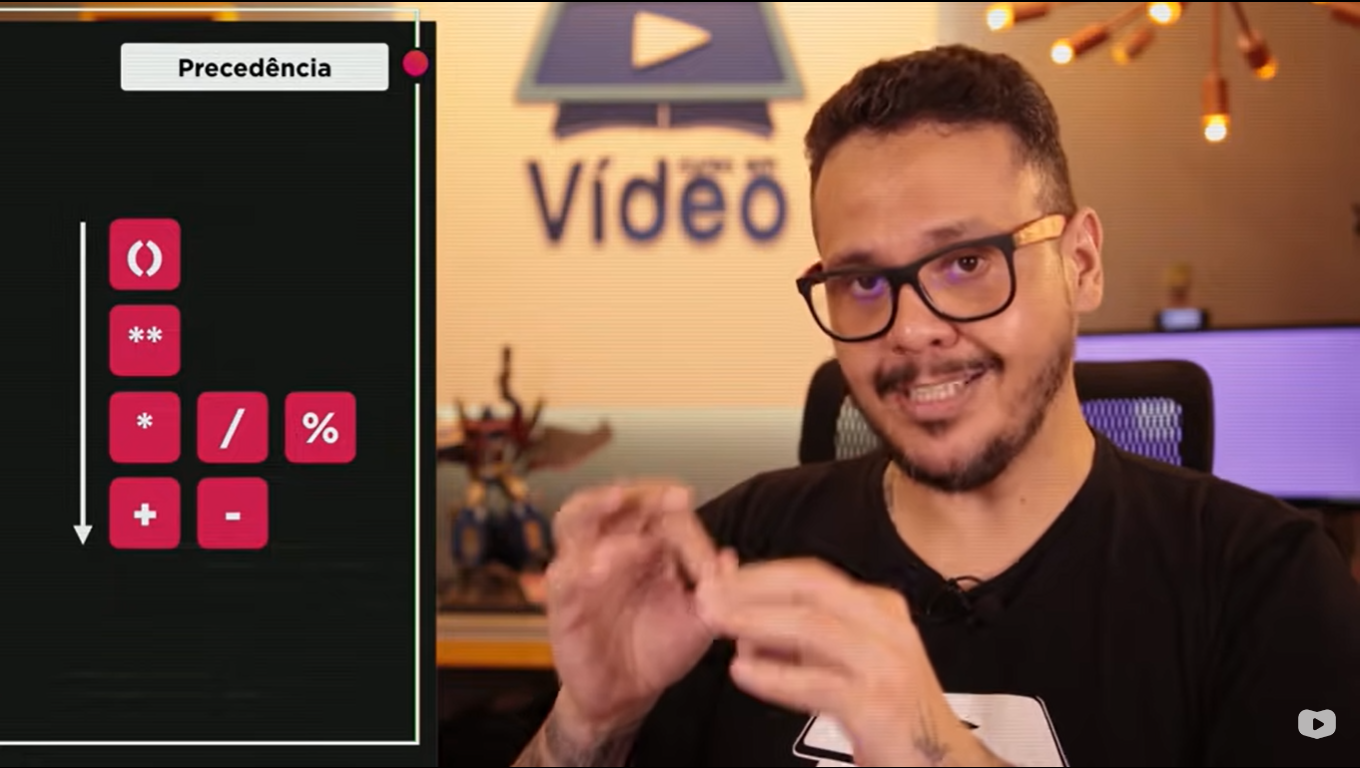 Precedência
()
**
* / %
+ -
Vídeo